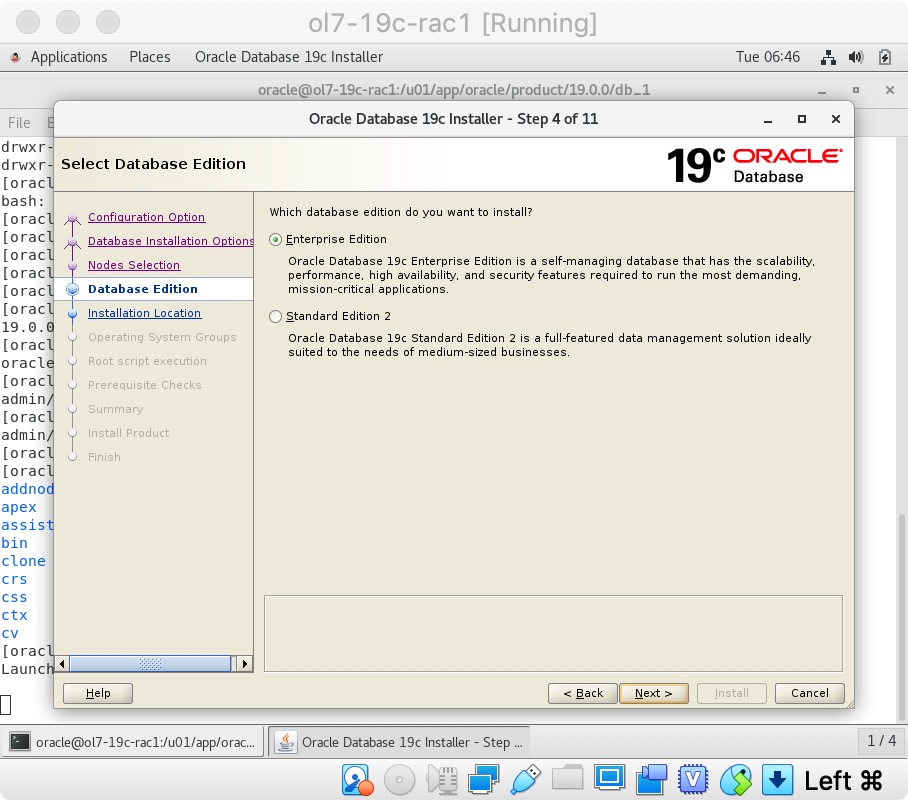 ol7-19c-rac1 [Running]
Applications Places Oracle Database 19c Installer Tue 06:46
oracle@ol7-19c-rac1:/u01/app/oracle/product/19.0.0/db_1
File E
Oracle Database 19c Installer - Step 4 of 11
Select Database Edition
19c ORACLE
Database
drwxr-
drwxr-
[oracl
bash:
[oracl
[oracl
[oracl
[oracl
[oracl
[oracl
19.0.0
[oracl
oracle
[oracl
admin/
[oracl
admin/
[oracl
[oracl
addnod
apex
assist
bin
clone
crs
css
ctx
cv
[oracl
Launch
Configuration Option
Database Installation Options
Nodes Selection
Database Edition
Installation Location
Operating System Groups
Root script execution
Prerequisite Checks
Summary
Install Product
Finish
Which database edition do you want to install?
Enterprise Edition
Oracle Database 19c Enterprise Edition is a self-managing database that has the scalability,
performance, high availability, and security features required to run the most demanding,
mission-critical applications.
Standard Edition 2
Oracle Database 19c Standard Edition 2 is a full-featured data management solution ideally
suited to the needs of medium-sized businesses.
Help < Back Next > Install Cancel
oracle@ol7-19c-rac1:/u01/app/orac... Oracle Database 19c Installer - Step ... 1 / 4
Left ⌘